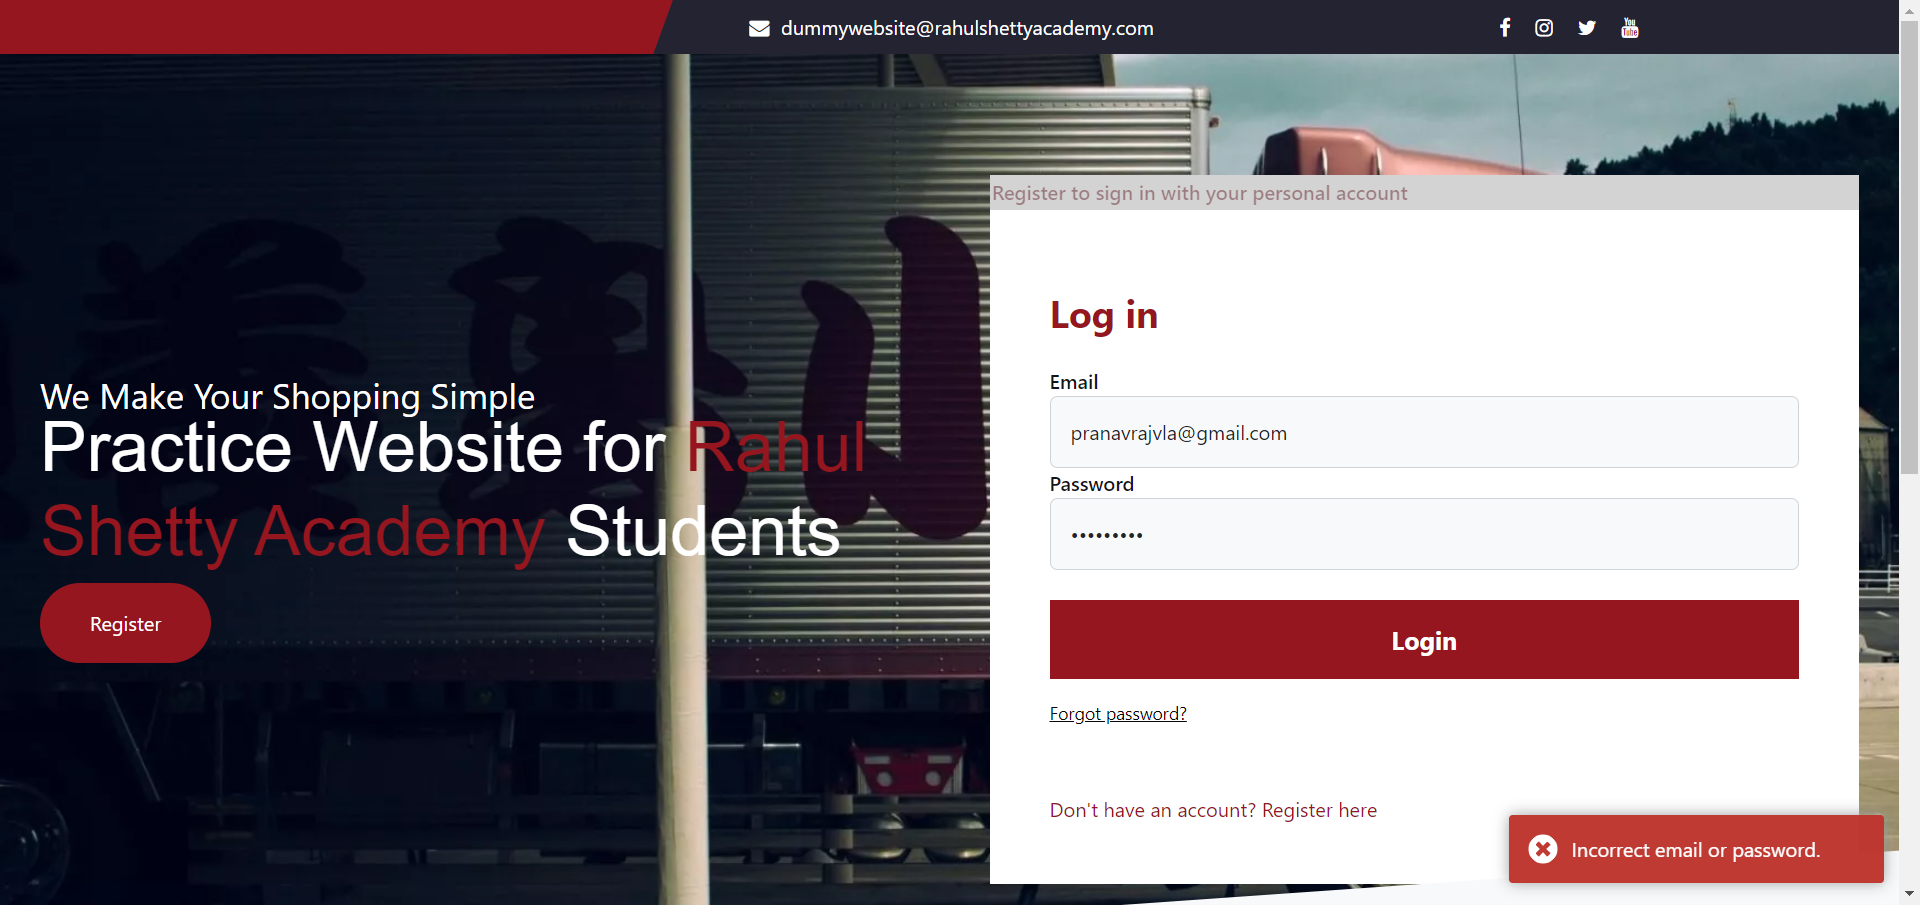 dummywebsite@rahulshettyacademy.com
Register to sign in with your personal account
We Make Your Shopping Simple
Practice Website for Rahul
Shetty Academy Students
Register
Log in
Email
pranavrajvla@gmail.com
Password
•••••••••
Login
Forgot password?
Don't have an account? Register here
Incorrect email or password.